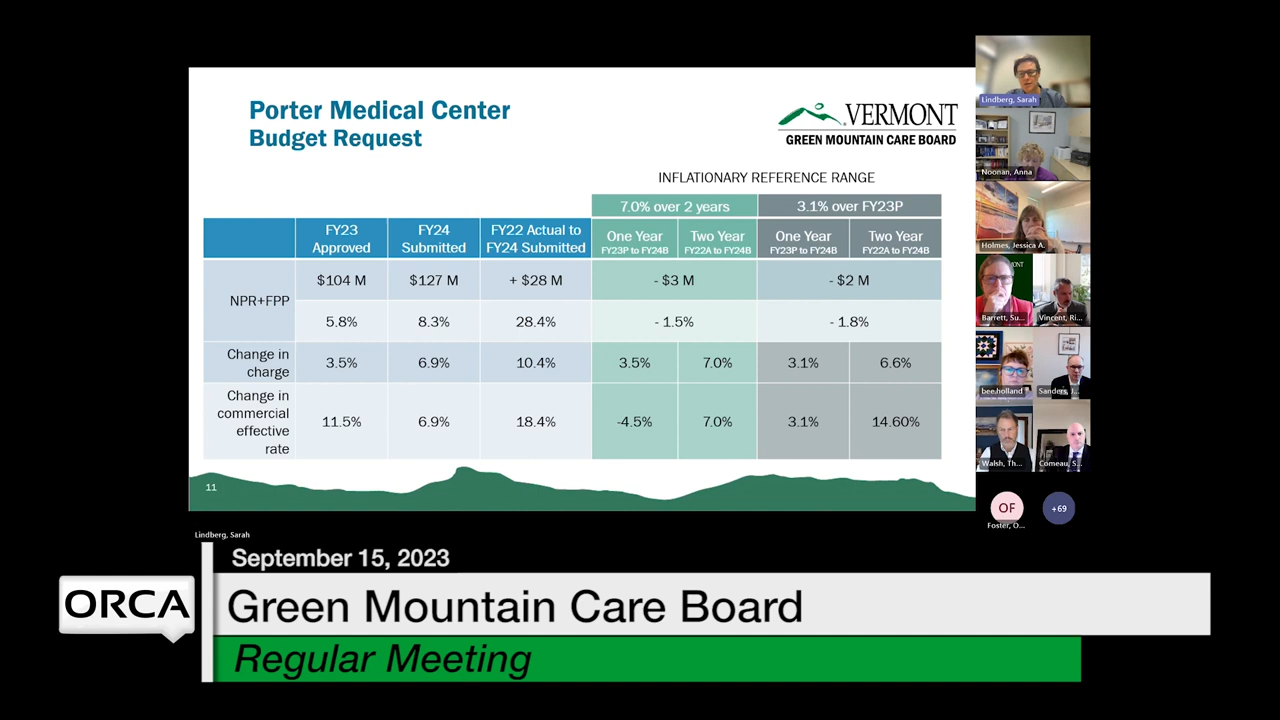 Porter Medical Center
Budget Request
VERMONT
GREEN MOUNTAIN CARE BOARD
INFLATIONARY REFERENCE RANGE
7.0% over 2 years
3.1% over FY23P
FY23 Approved
FY24 Submitted
FY22 Actual to FY24 Submitted
One Year
FY23P to FY24B
Two Year
FY22A to FY24B
One Year
FY23P to FY24B
Two Year
FY22A to FY24B
NPR+FPP
$104 M
$127 M
+ $28 M
- $3 M
- $2 M
5.8%
8.3%
28.4%
- 1.5%
- 1.8%
Change in charge
3.5%
6.9%
10.4%
3.5%
7.0%
3.1%
6.6%
Change in commercial effective rate
11.5%
6.9%
18.4%
-4.5%
7.0%
3.1%
14.60%
11
Lindberg, Sarah
Noonan, Anna
Holmes, Jessica A.
Barrett, Su...
Vincent, Ri...
bee.holland
Sanders, J...
Walsh, Th...
Comeau, S...
OF
Foster, O...
+69
Lindberg, Sarah
September 15, 2023
ORCA
Green Mountain Care Board
Regular Meeting